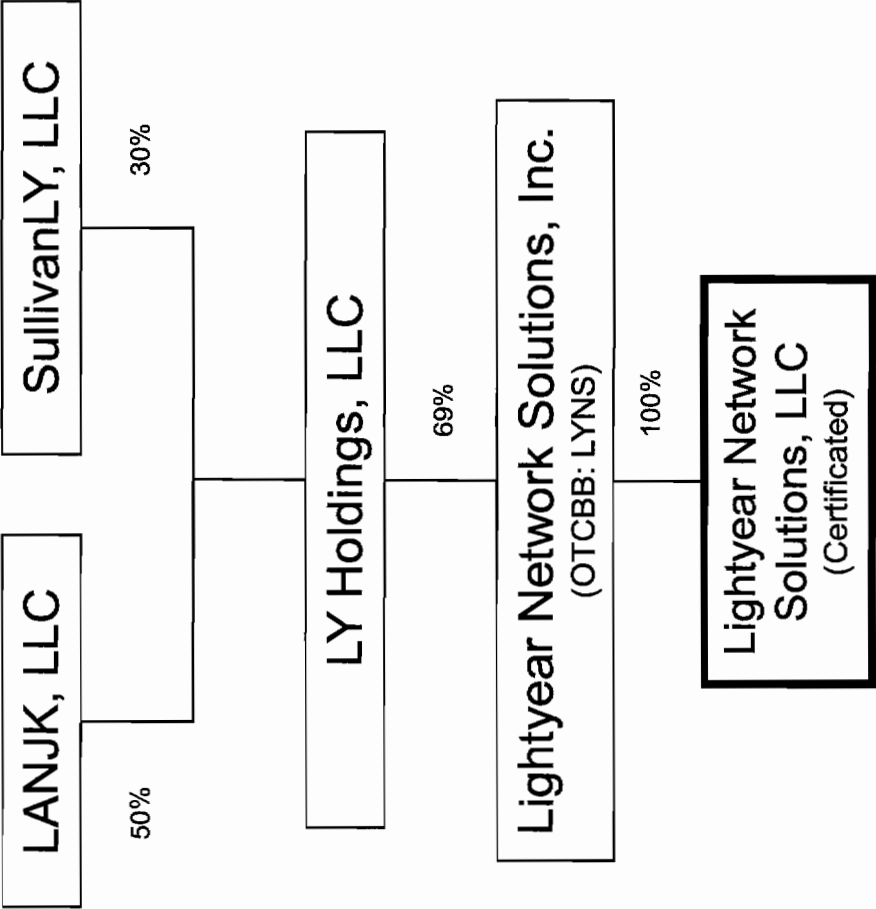 LANJK, LLC
SullivanLY, LLC
50%
30%
LY Holdings, LLC
69%
Lightyear Network Solutions, Inc.
(OTCBB: LYNS)
100%
Lightyear Network
Solutions, LLC
(Certificated)